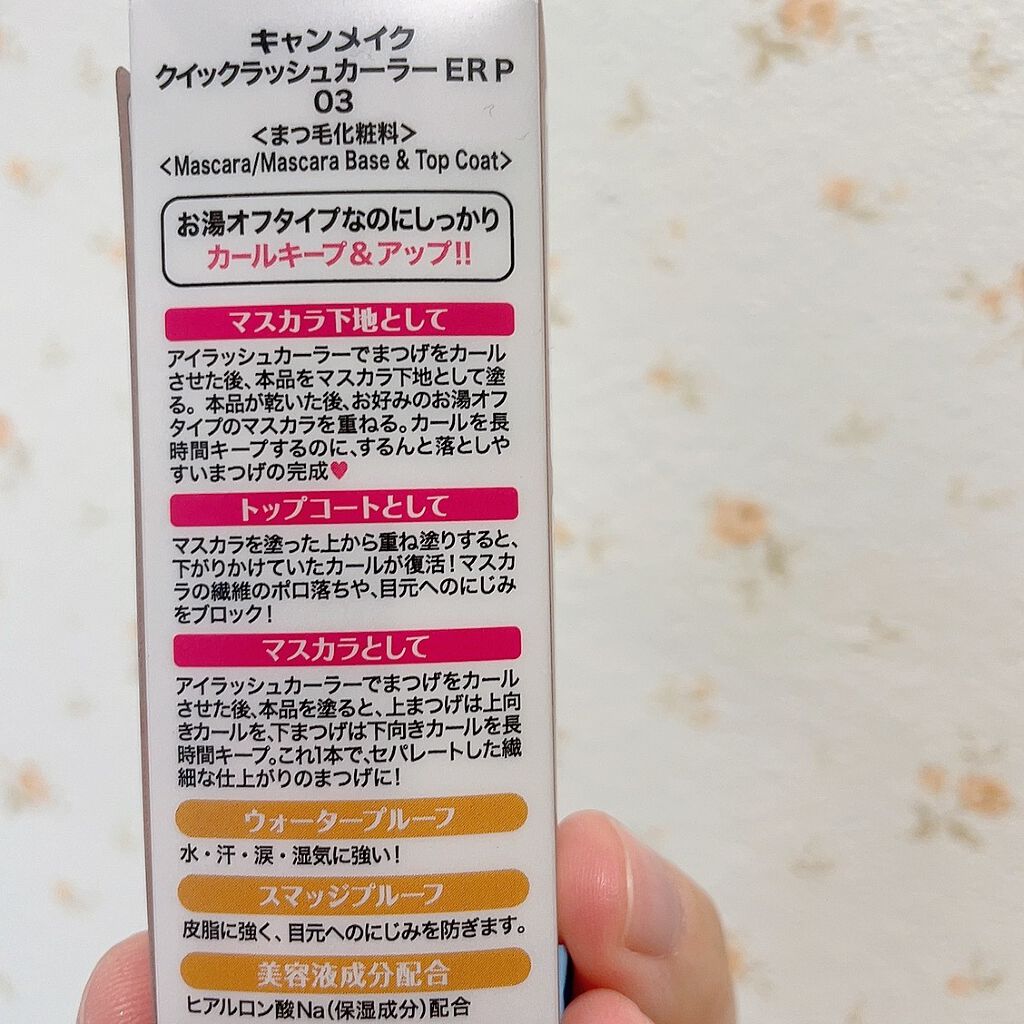 キャンメイク
クイックラッシュカーラーER P
03
<まつ毛化粧料>
<Mascara/Mascara Base & Top Coat>
お湯オフタイプなのにしっかり
カールキープ&アップ!!
マスカラ下地として
アイラッシュカーラーでまつげをカール
させた後、本品をマスカラ下地として塗
る。本品が乾いた後、お好みのお湯オフ
タイプのマスカラを重ねる。カールを長
時間キープするのに、するんと落としや
すいまつげの完成♥
トップコートとして
マスカラを塗った上から重ね塗りすると、
下がりかけていたカールが復活!マスカ
ラの繊維のポロ落ちや、目元へのにじみ
をブロック!
マスカラとして
アイラッシュカーラーでまつげをカール
させた後、本品を塗ると、上まつげは上向
きカールを、下まつげは下向きカールを長
時間キープ。これ1本で、セパレートした繊
細な仕上がりのまつげに!
ウォータープルーフ
水・汗・涙・湿気に強い!
スマッジプルーフ
皮脂に強く、目元へのにじみを防ぎます。
美容液成分配合
ヒアルロン酸Na(保湿成分)配合